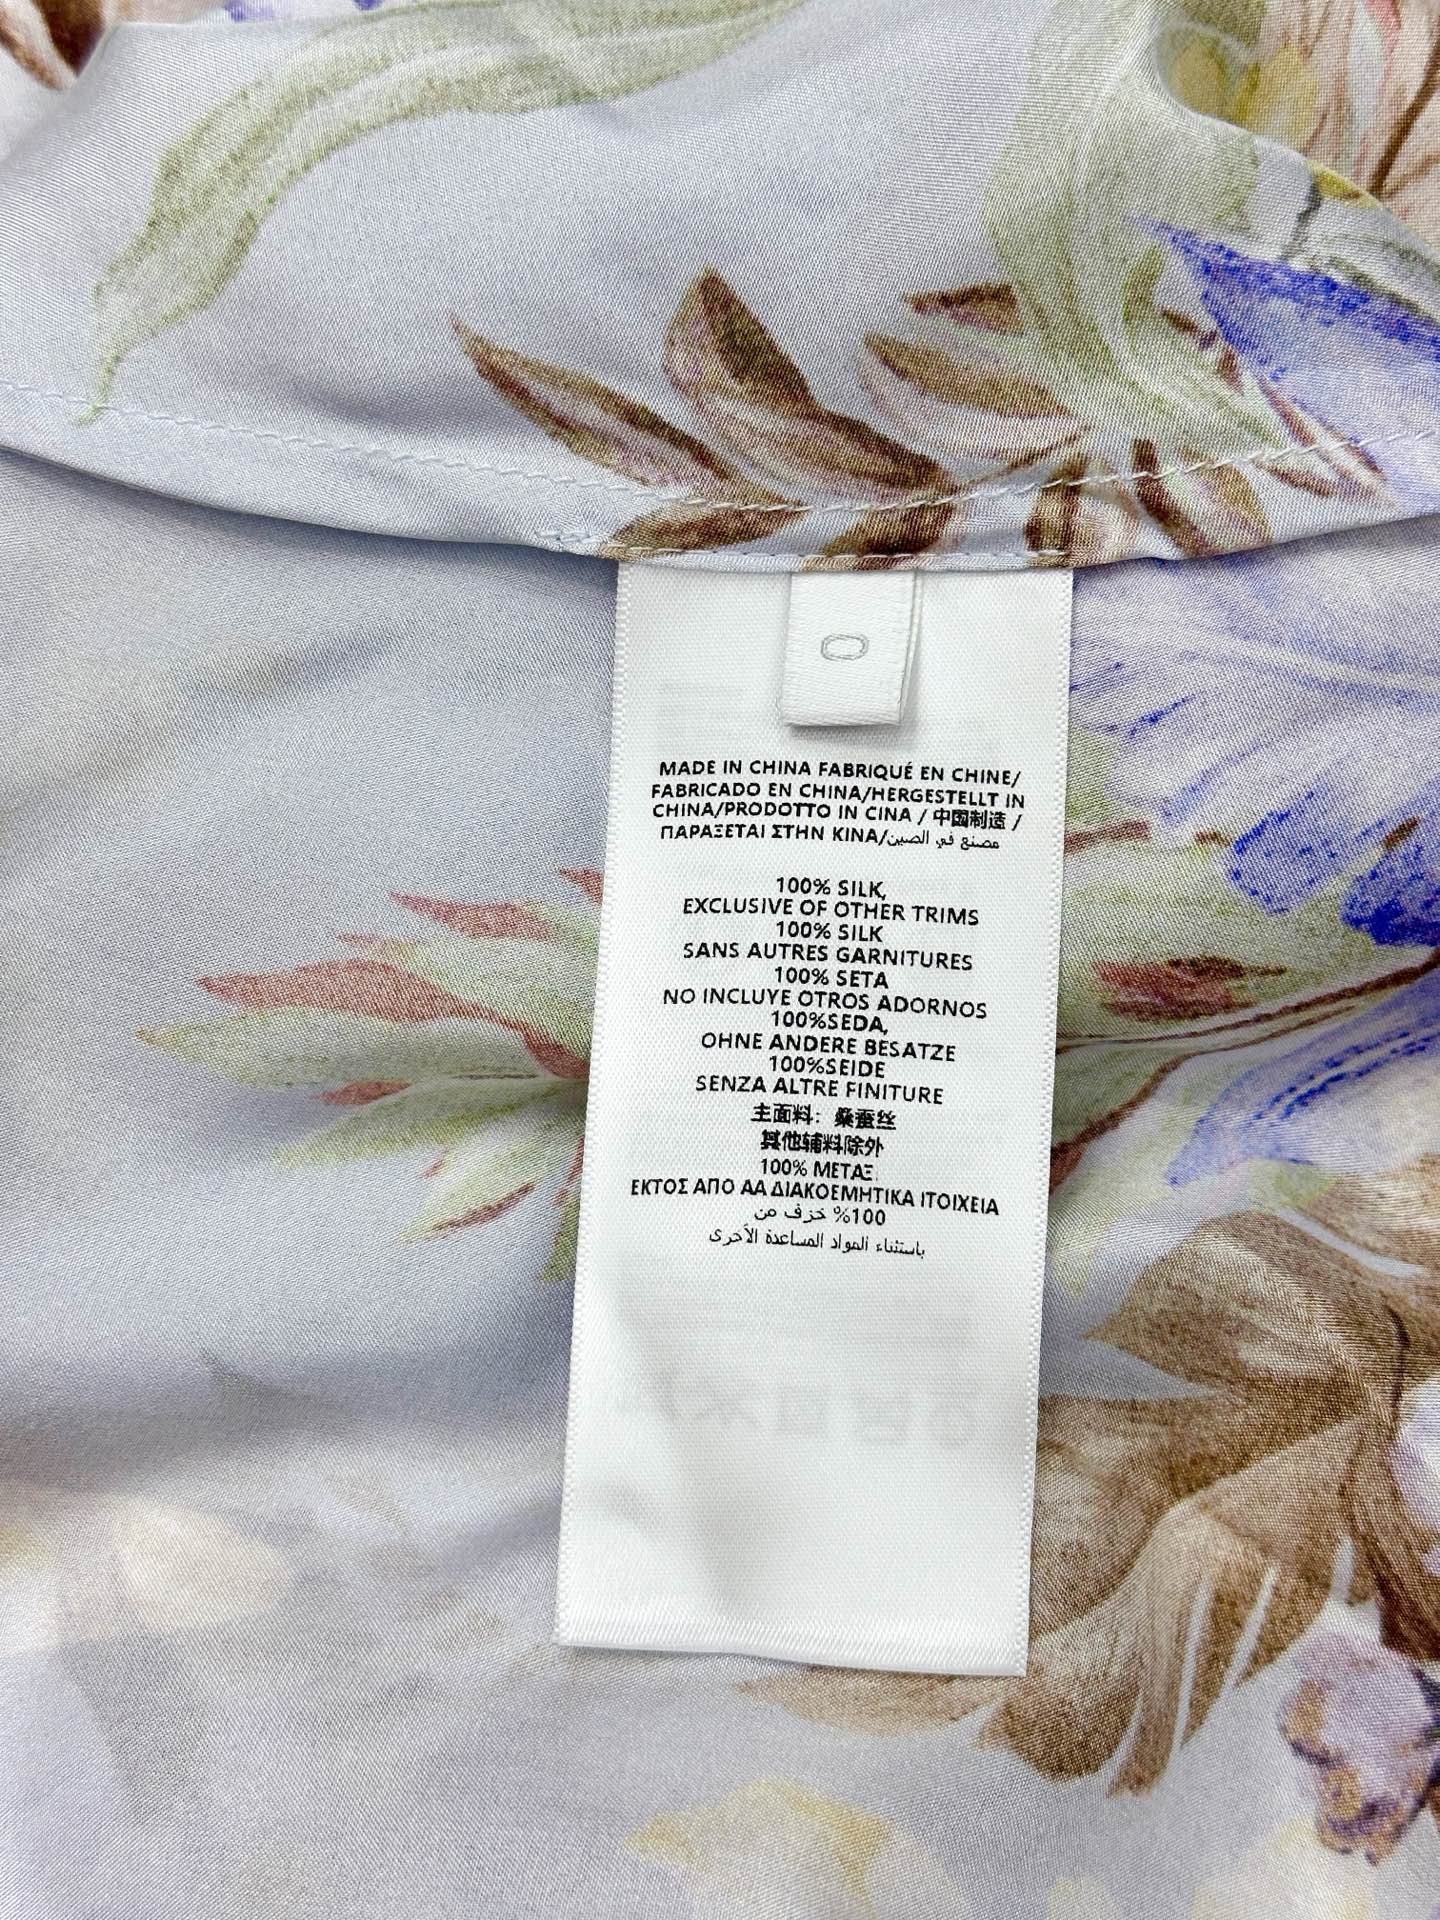 0
MADE IN CHINA FABRIQUÉ EN CHINE/
FABRICADO EN CHINA/HERGESTELLT IN
CHINA/PRODOTTO IN CINA / 中国制造 /
ΠΑΡΑΞΕΤΑΙ ΣΤΗΝ ΚΙΝΑ/مصنع في الصين
100% SILK,
EXCLUSIVE OF OTHER TRIMS
100% SILK
SANS AUTRES GARNITURES
100% SETA
NO INCLUYE OTROS ADORNOS
100%SEDA,
OHNE ANDERE BESATZE
100%SEIDE
SENZA ALTRE FINITURE
主面料: 桑蚕丝
其他辅料除外
100% ΜΕΤΑΞ
ΕΚΤΟΣ ΑΠΟ ΑΑ ΔΙΑΚΟΕΜΗΤΙΚΑ ΙΤΟΙΧΕΙΑ
100% خزف من
باستثناء المواد المساعدة الأخرى